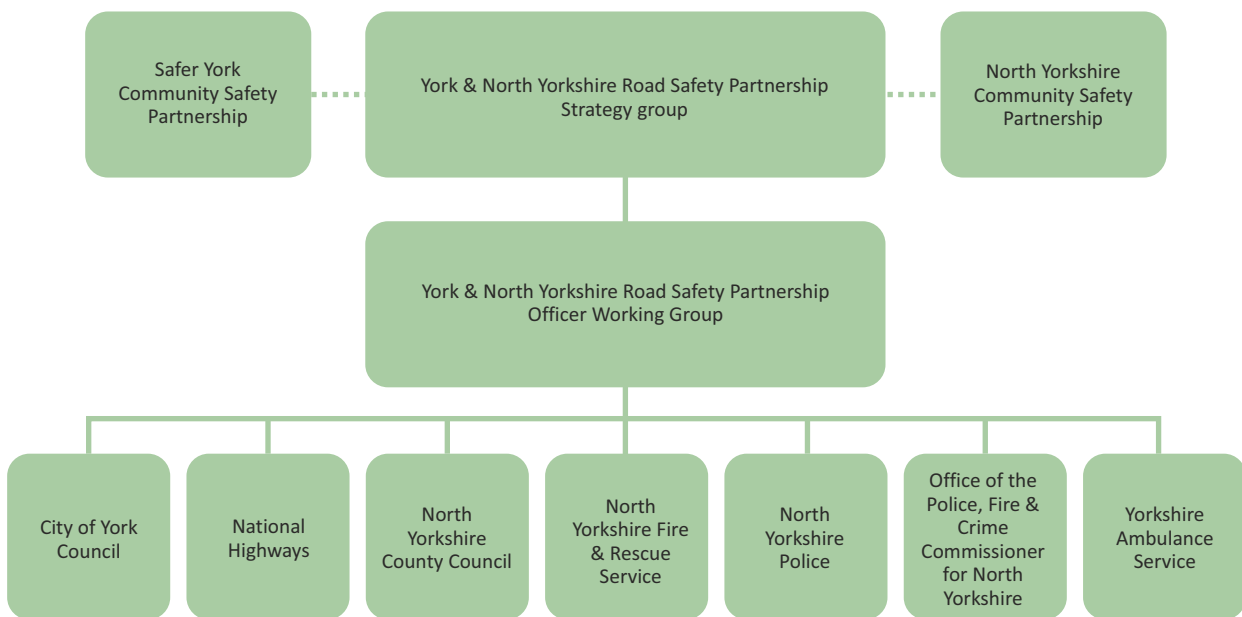 Safer York
Community Safety
Partnership
York & North Yorkshire Road Safety Partnership
Strategy group
North Yorkshire
Community Safety
Partnership
York & North Yorkshire Road Safety Partnership
Officer Working Group
City of York
Council
National
Highways
North
Yorkshire
County Council
North
Yorkshire Fire
& Rescue
Service
North
Yorkshire
Police
Office of the
Police, Fire &
Crime
Commissioner
for North
Yorkshire
Yorkshire
Ambulance
Service